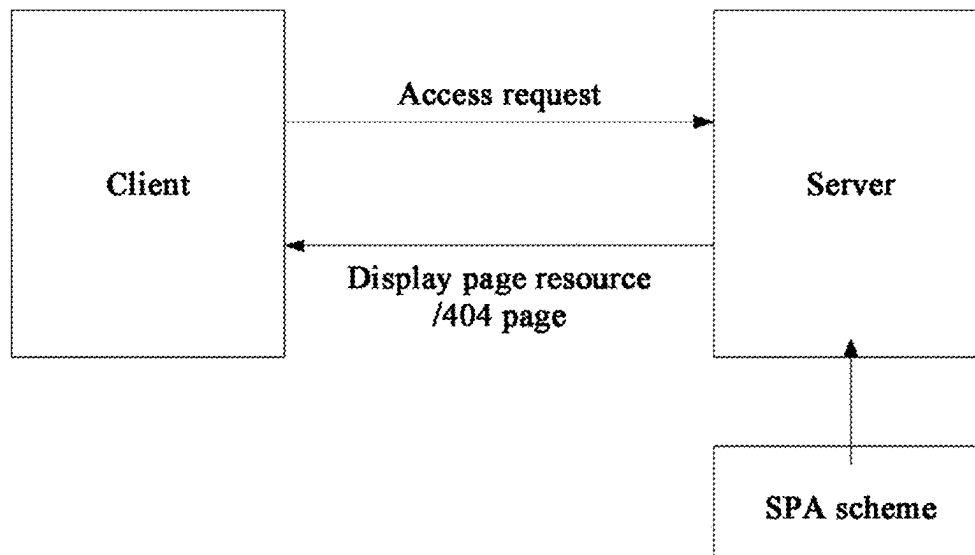 Access request
Client
Server
Display page resource
/404 page
SPA scheme